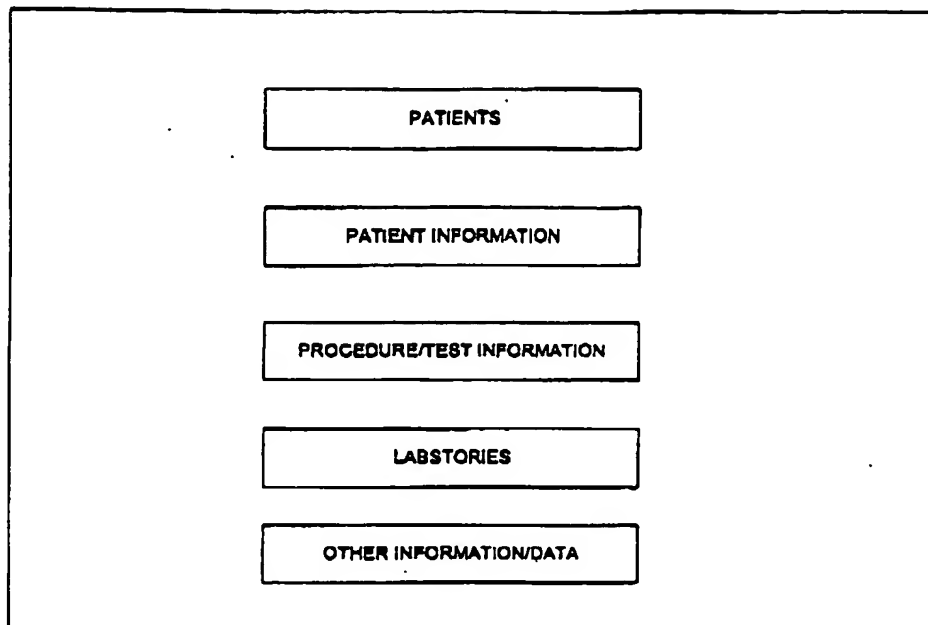 PATIENTS
PATIENT INFORMATION
PROCEDURE/TEST INFORMATION
LABSTORIES
OTHER INFORMATION/DATA